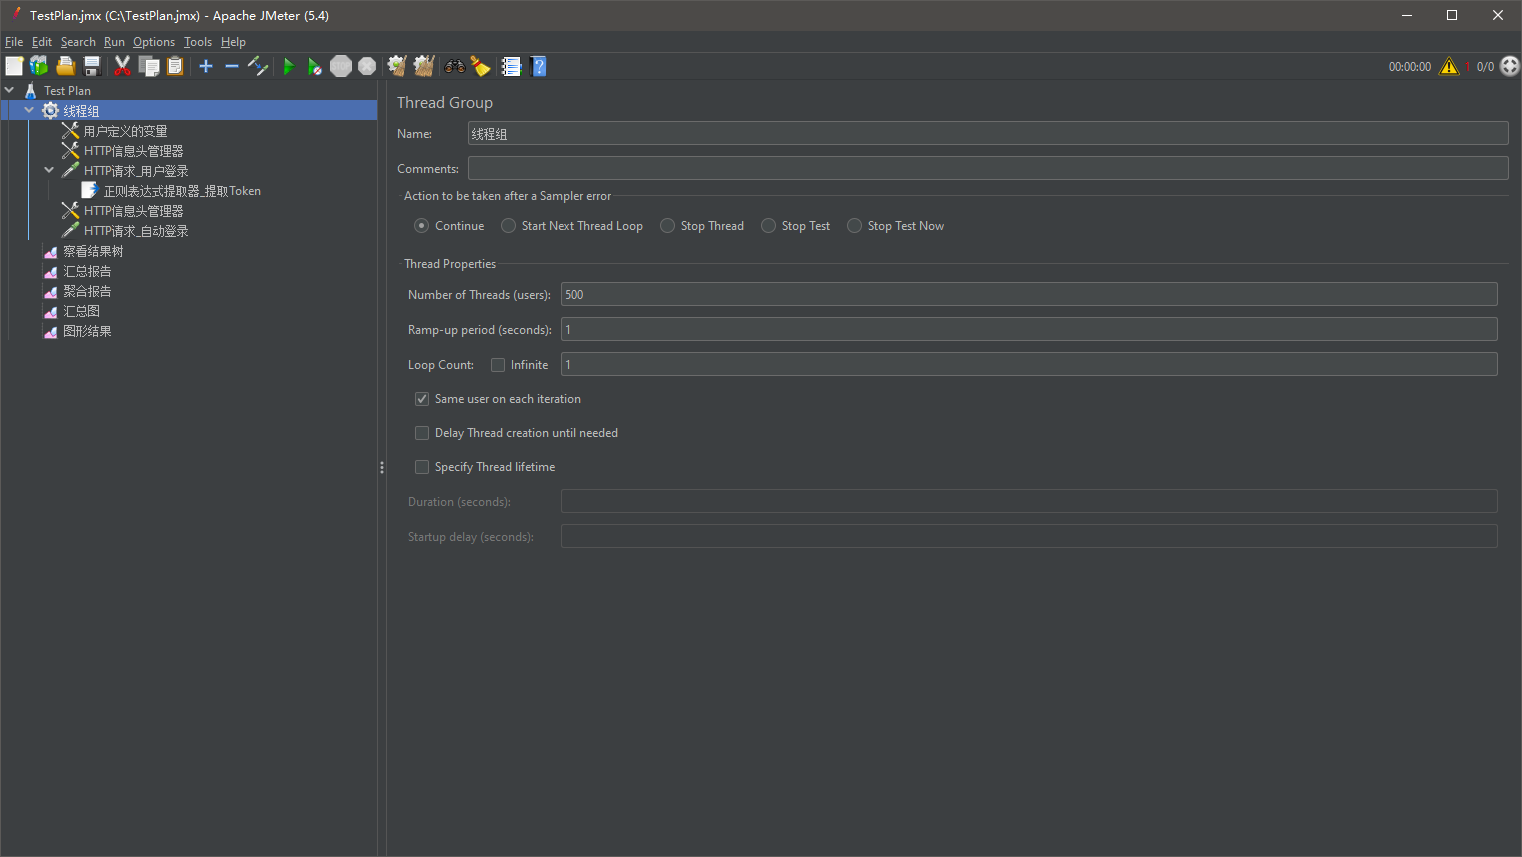 TestPlan.jmx (C:\TestPlan.jmx) - Apache JMeter (5.4)
File Edit Search Run Options Tools Help
00:00:00 1 0/0
Test Plan
线程组
用户定义的变量
HTTP信息头管理器
HTTP请求_用户登录
正则表达式提取器_提取Token
HTTP信息头管理器
HTTP请求_自动登录
察看结果树
汇总报告
聚合报告
汇总图
图形结果
Thread Group
Name: 线程组
Comments:
Action to be taken after a Sampler error
Continue Start Next Thread Loop Stop Thread Stop Test Stop Test Now
Thread Properties
Number of Threads (users): 500
Ramp-up period (seconds): 1
Loop Count: Infinite 1
Same user on each iteration
Delay Thread creation until needed
Specify Thread lifetime
Duration (seconds):
Startup delay (seconds):